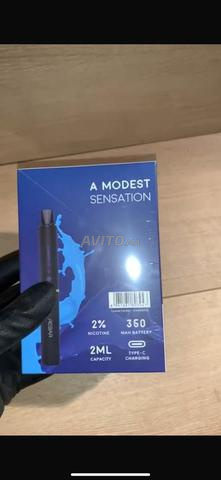 A MODEST
SENSATION
AVITO
2%
NICOTINE
350
MAH BATTERY
2ML
CAPACITY
TYPE-C
CHARGING